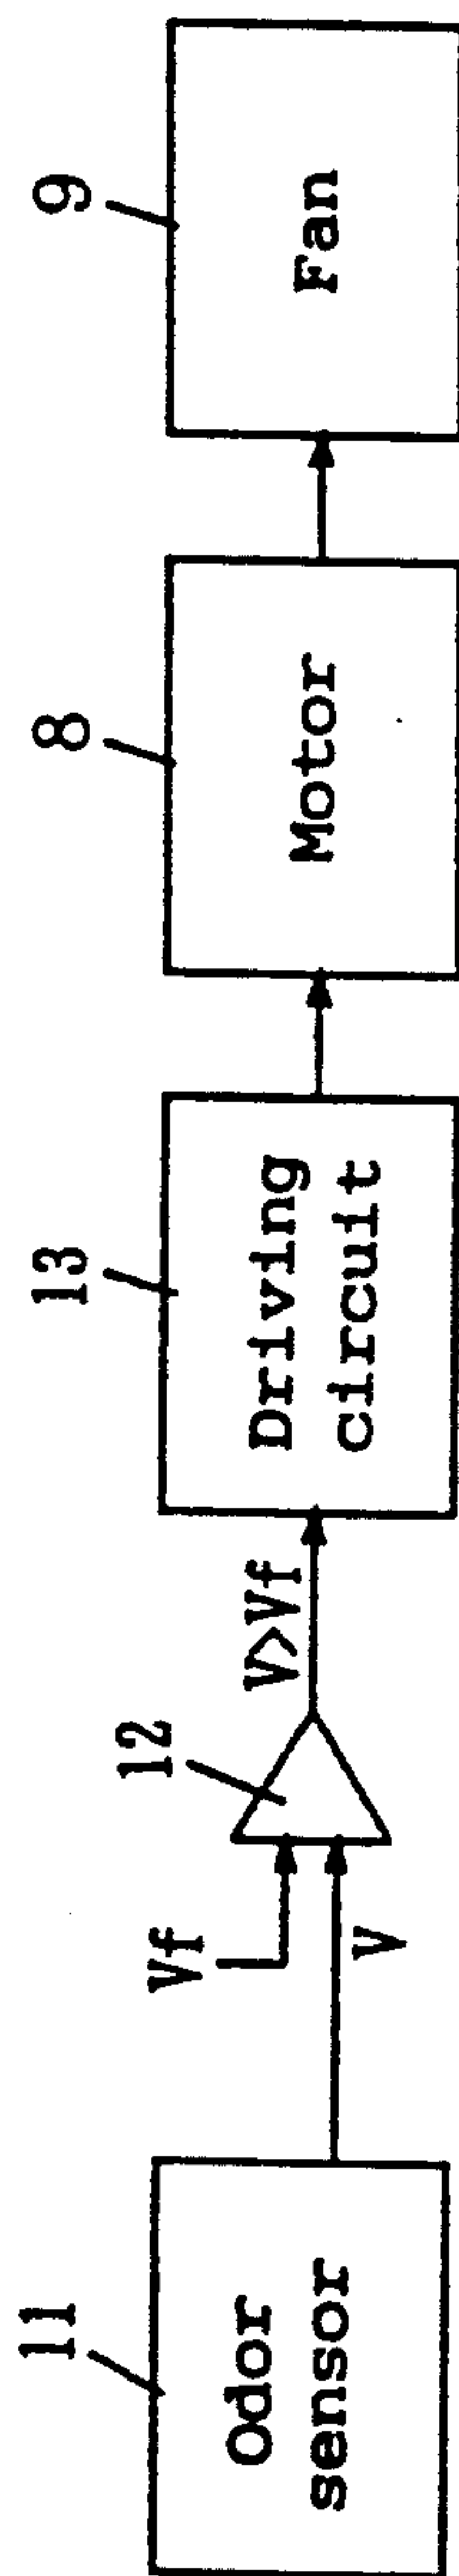 11
Odor
sensor
Vf
V
12
V>Vf
13
Driving
circuit
8
Motor
9
Fan